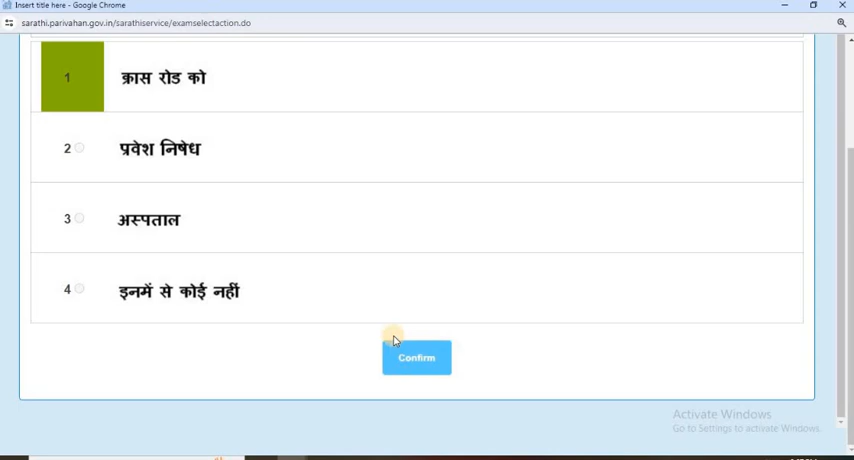 Insert title here - Google Chrome
sarathi.parivahan.gov.in/sarathiservice/examselectaction.do
1 क्रास रोड को
2 प्रवेश निषेध
3 अस्पताल
4 इनमें से कोई नहीं
Confirm
Activate Windows
Go to Settings to activate Windows.